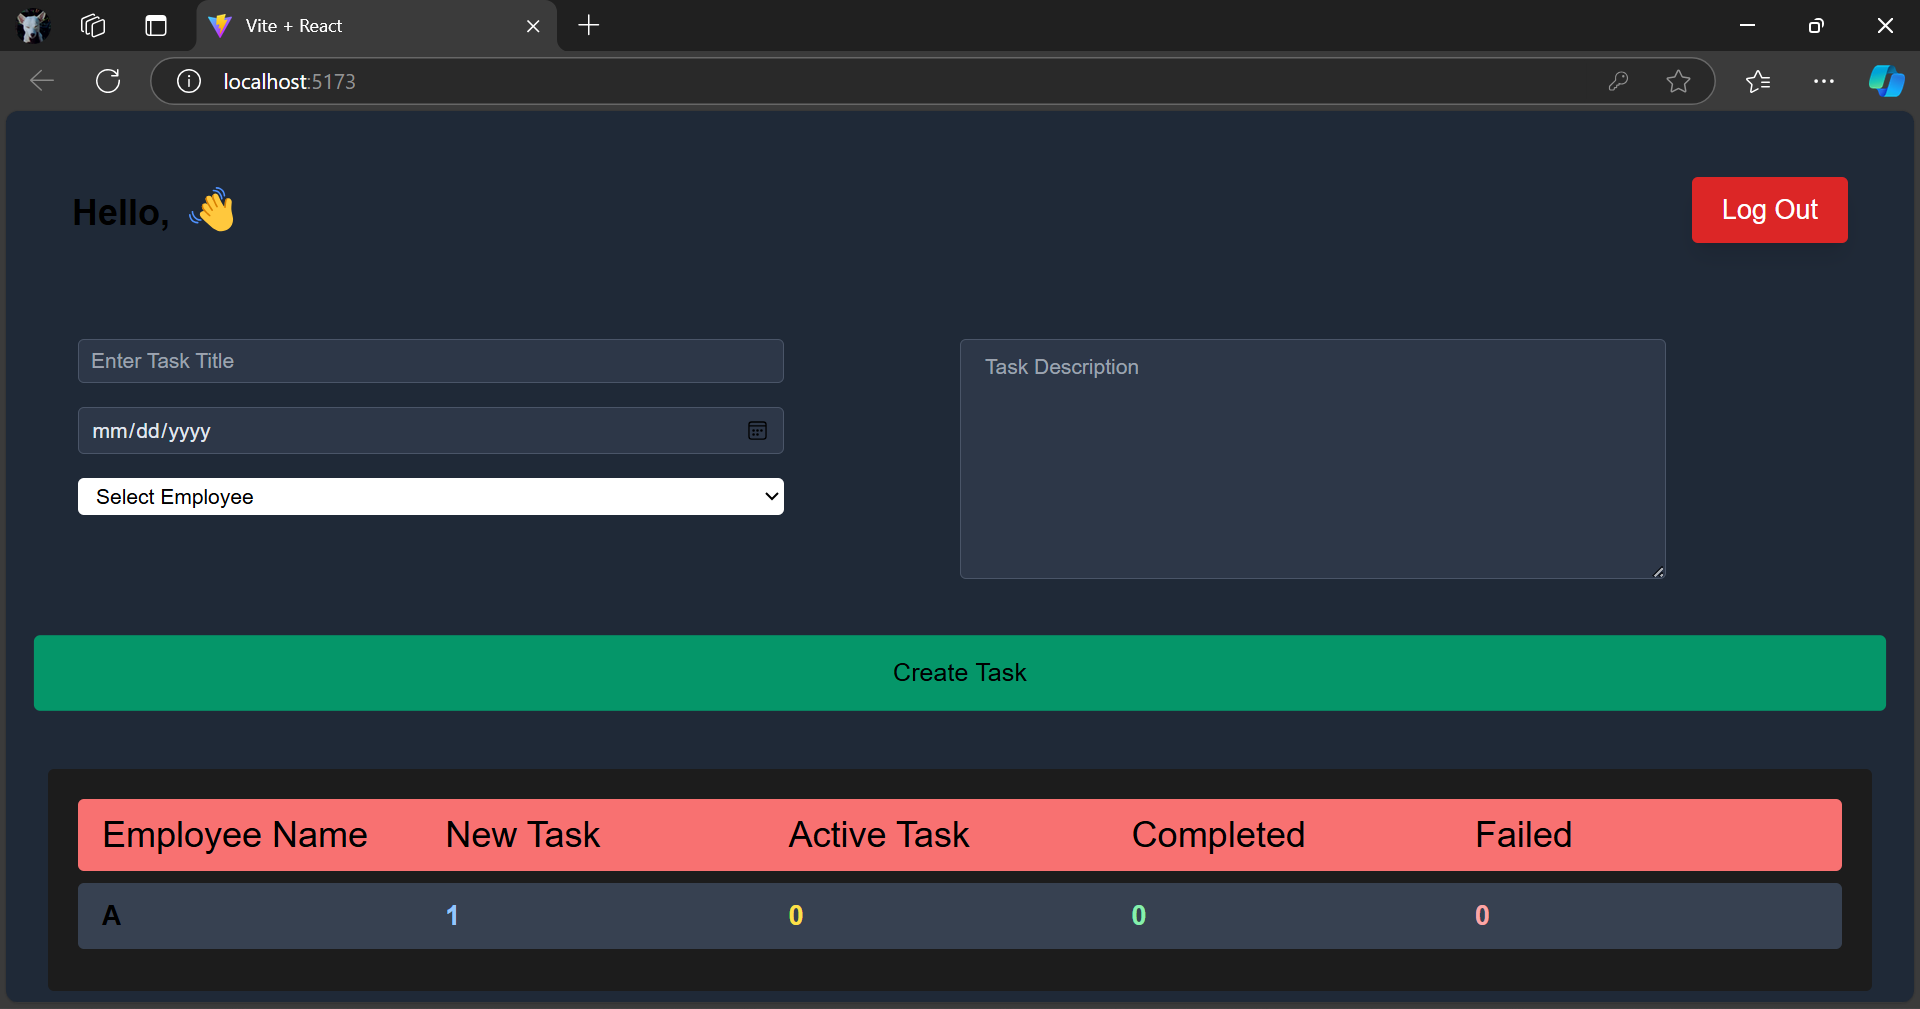 Vite + React
localhost:5173
Hello, 👋
Log Out
Enter Task Title
Task Description
mm/dd/yyyy
Select Employee
Create Task
Employee Name New Task Active Task Completed Failed
A 1 0 0 0